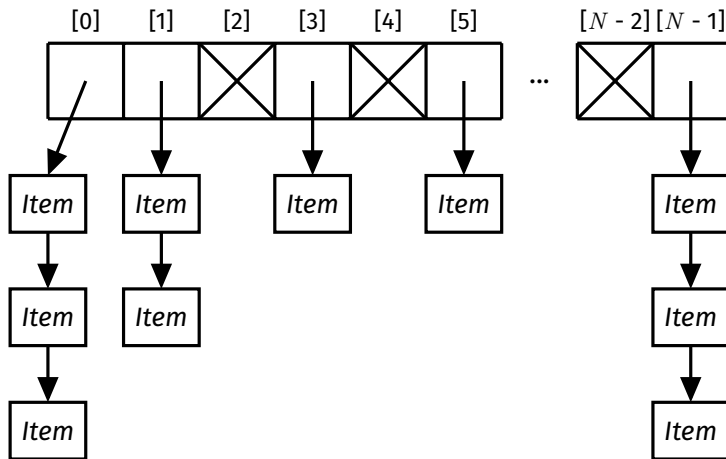 [0] [1] [2] [3] [4] [5] ... [N - 2] [N - 1]
Item Item Item Item Item
Item Item Item
Item Item